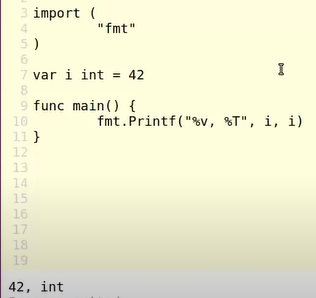 3 import (
4 "fmt"
5 )
6
7 var i int = 42
8
9 func main() {
10 fmt.Printf("%v, %T", i, i)
11 }
12
13
14
15
16
17
18
19
42, int